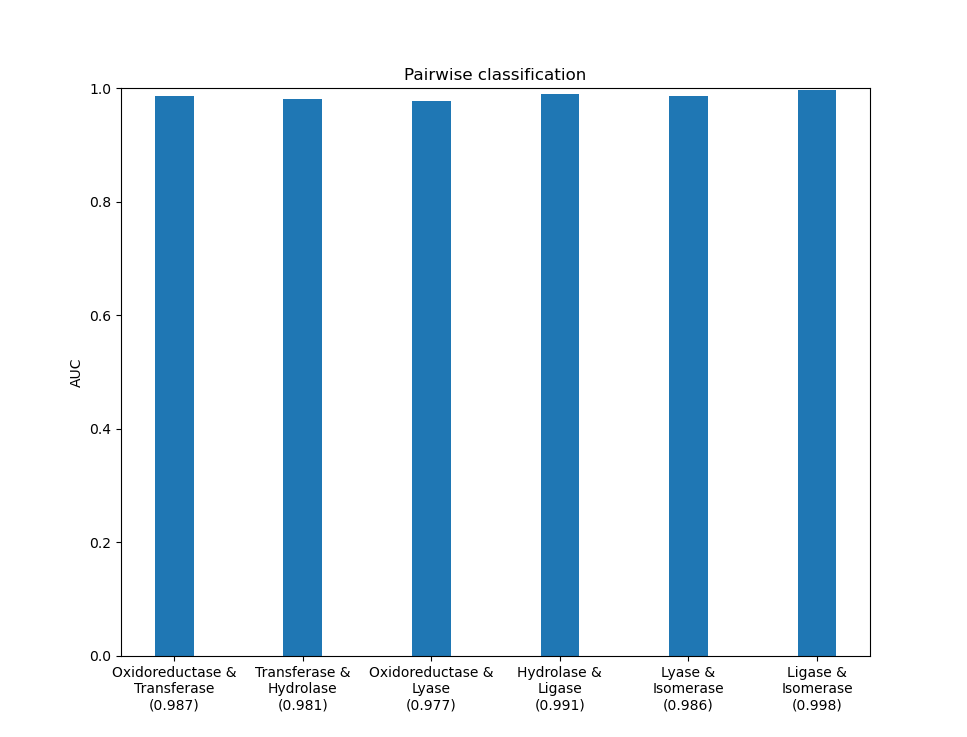 Pairwise classification
1.0
0.8
0.6
0.4
0.2
0.0
AUC
Oxidoreductase &
Transferase
(0.987)
Transferase &
Hydrolase
(0.981)
Oxidoreductase &
Lyase
(0.977)
Hydrolase &
Ligase
(0.991)
Lyase &
Isomerase
(0.986)
Ligase &
Isomerase
(0.998)